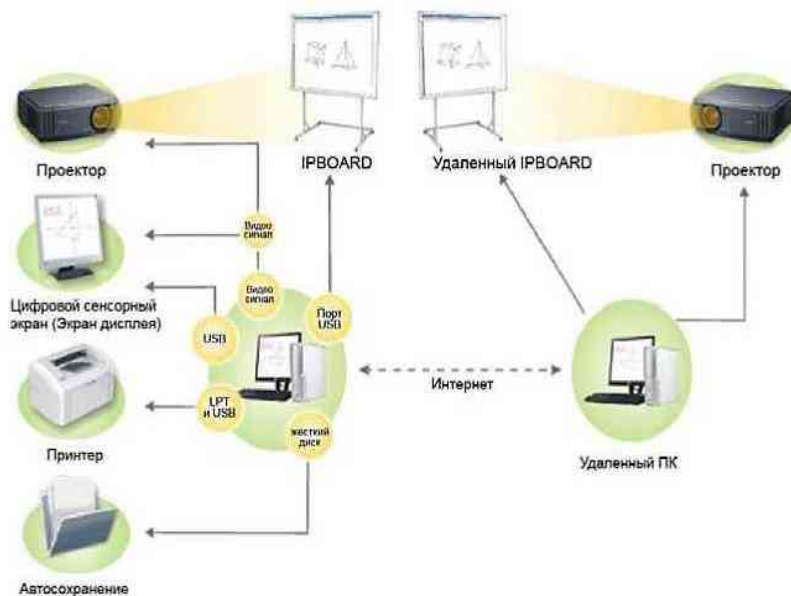 IPBOARD
Удаленный IPBOARD
Проектор
Проектор
Видео
сигнал
Цифровой сенсорный
экран (Экран дисплея)
Видео
сигнал
USB
Порт
USB
Интернет
LPT
и USB
жесткий
диск
Принтер
Удаленный ПК
Автосохранение